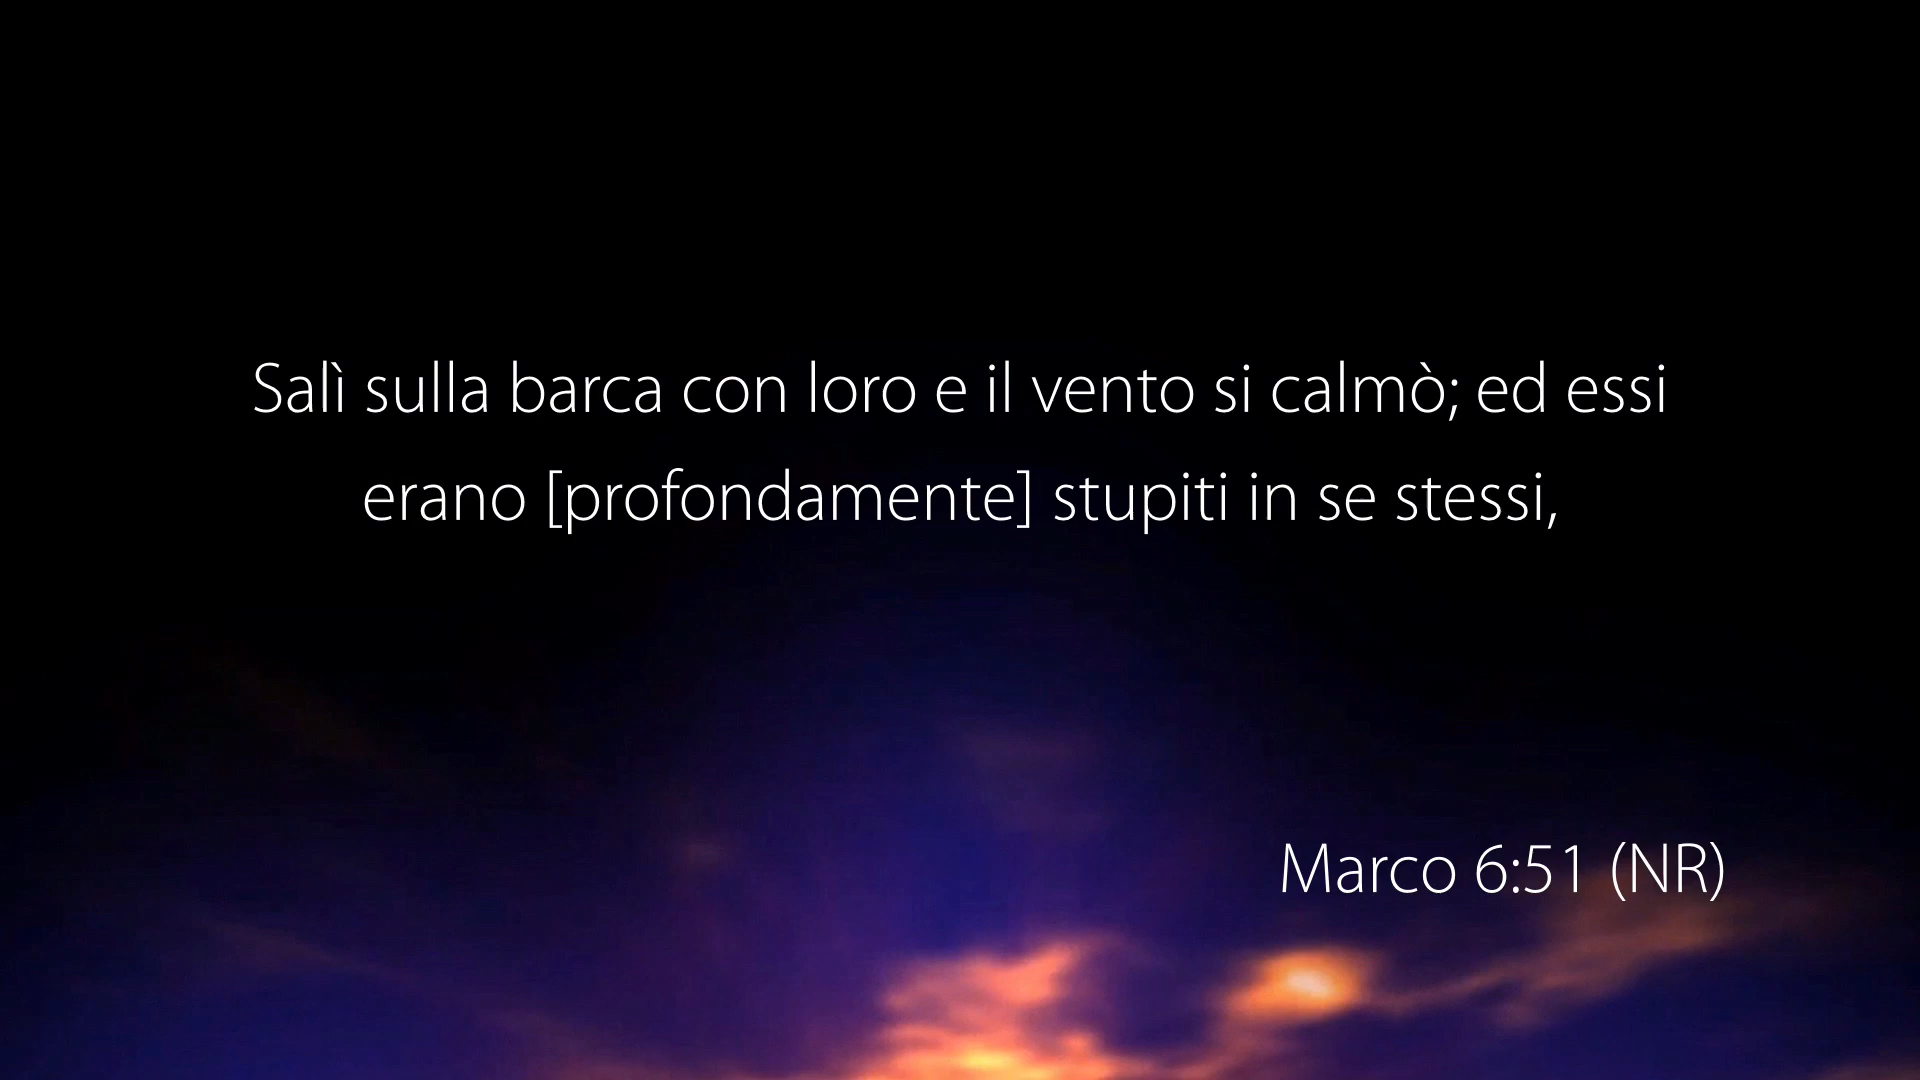 Salì sulla barca con loro e il vento si calmò; ed essi
erano [profondamente] stupiti in se stessi,
Marco 6:51 (NR)